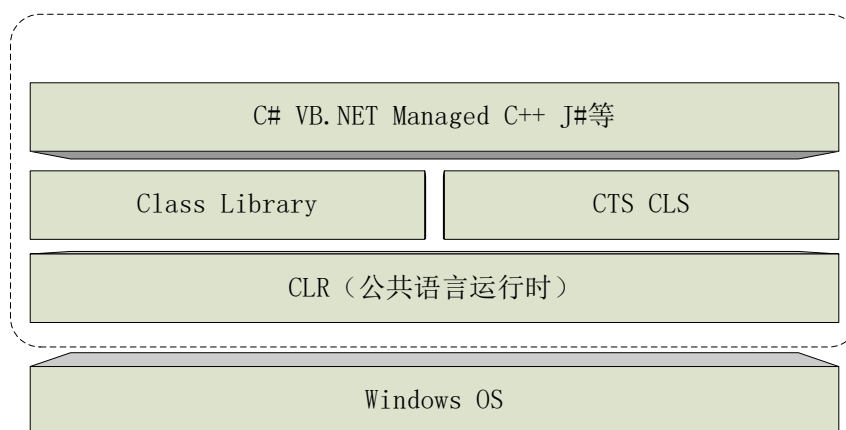 C# VB.NET Managed C++ J#等
Class Library
CTS CLS
CLR（公共语言运行时）
Windows OS